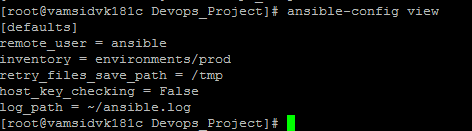 [root@vamsidvk181c Devops_Project]# ansible-config view
[defaults]
remote_user = ansible
inventory = environments/prod
retry_files_save_path = /tmp
host_key_checking = False
log_path = ~/ansible.log
[root@vamsidvk181c Devops_Project]#